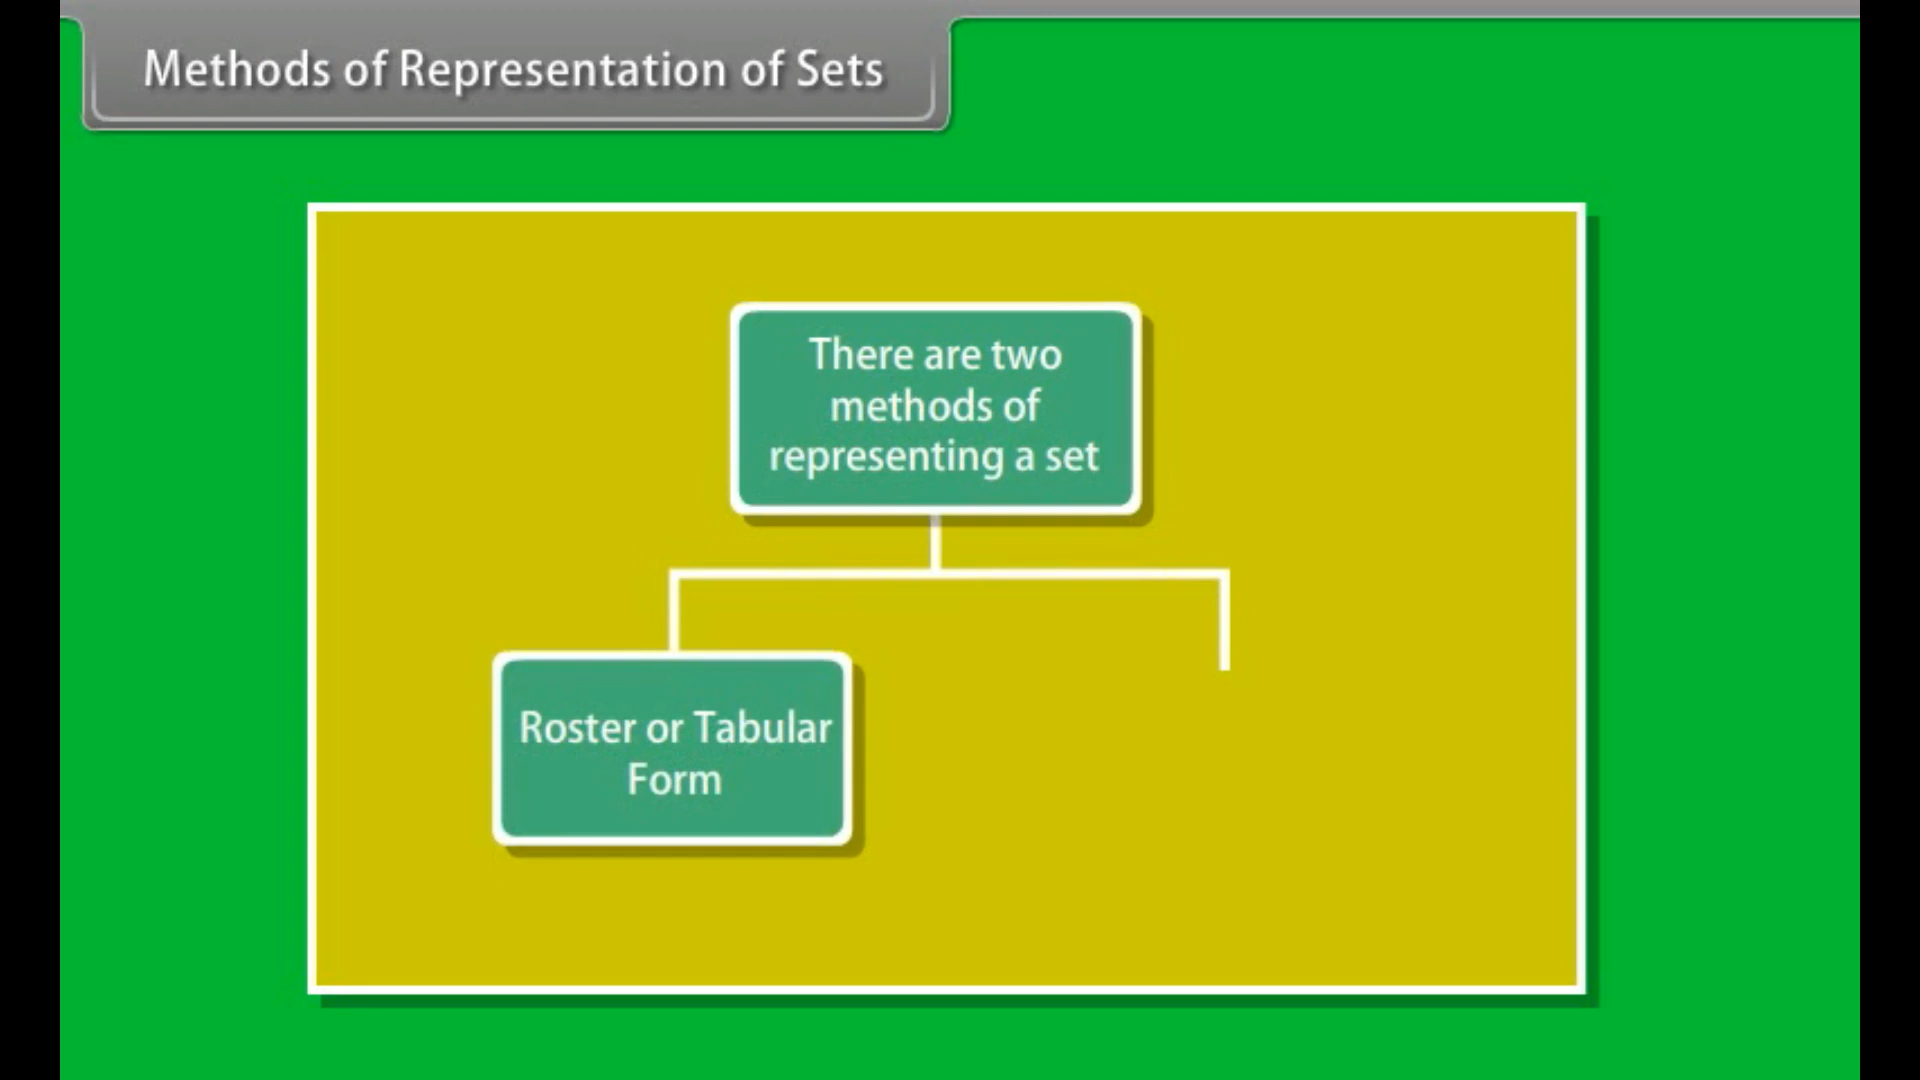 Methods of Representation of Sets
There are two
methods of
representing a set
Roster or Tabular
Form